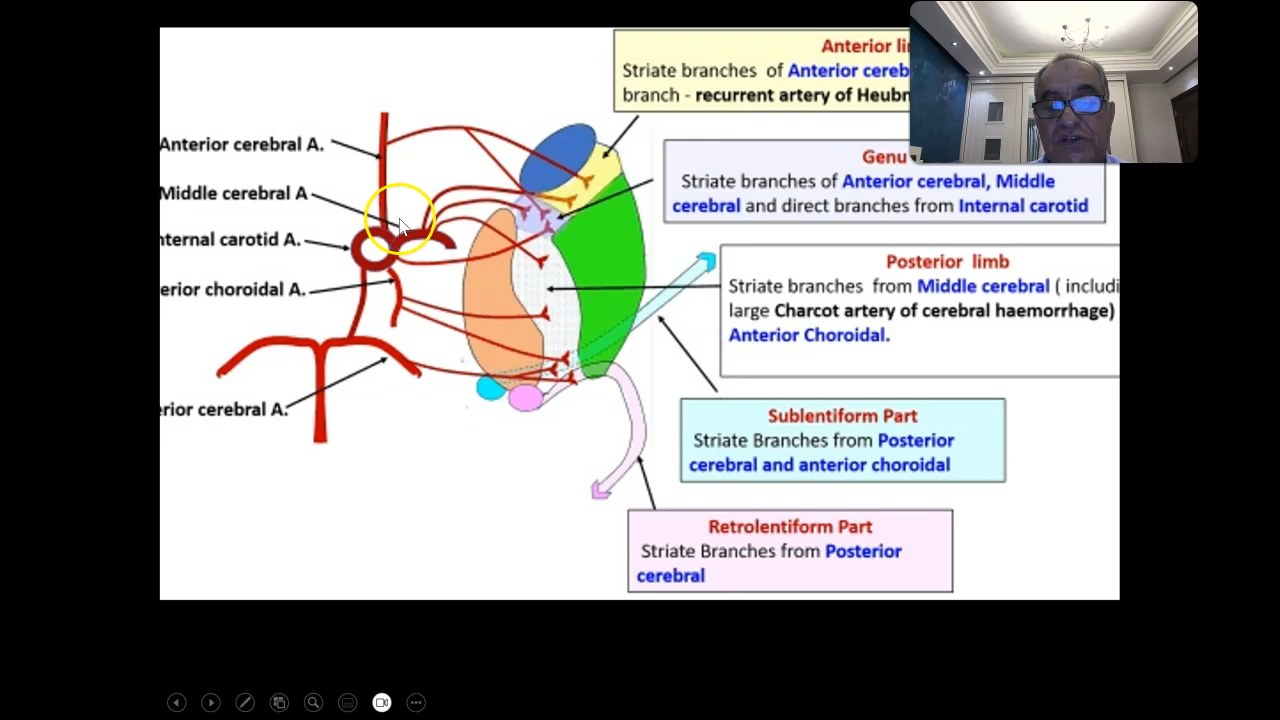 Anterior li
Striate branches of Anterior cereb
branch - recurrent artery of Heubn
Anterior cerebral A.
Middle cerebral A
nternal carotid A.
erior choroidal A.
erior cerebral A.
Genu
Striate branches of Anterior cerebral, Middle
cerebral and direct branches from Internal carotid
Posterior limb
Striate branches from Middle cerebral ( includi
large Charcot artery of cerebral haemorrhage)
Anterior Choroidal.
Sublentiform Part
Striate Branches from Posterior
cerebral and anterior choroidal
Retrolentiform Part
Striate Branches from Posterior
cerebral